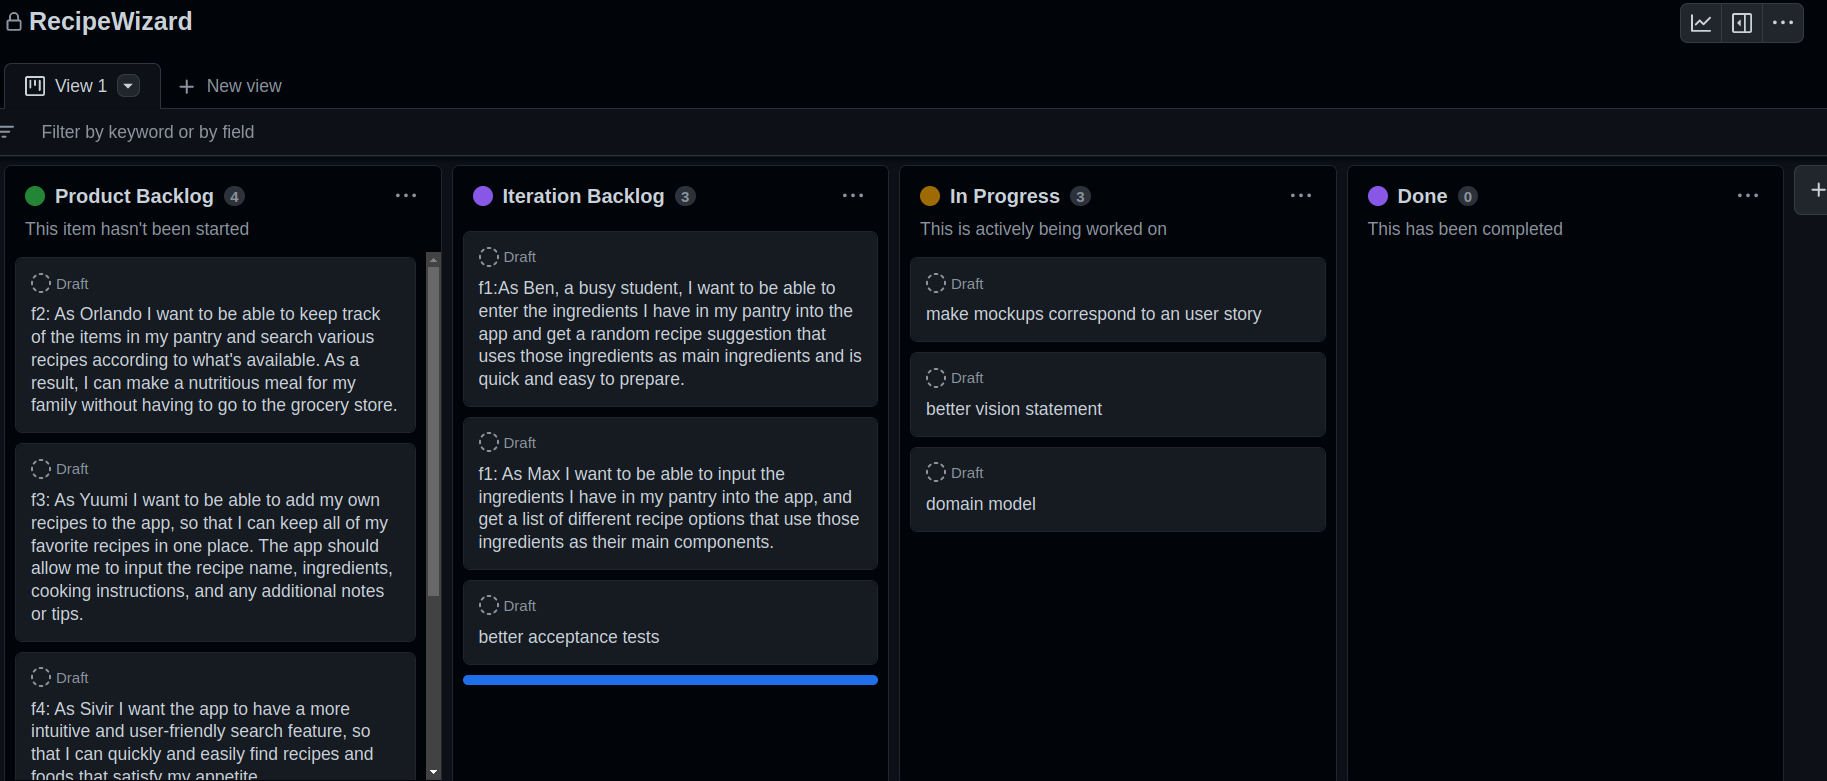 RecipeWizard
View 1
New view
Filter by keyword or by field
Product Backlog 4
This item hasn't been started
Draft
f2: As Orlando I want to be able to keep track
of the items in my pantry and search various
recipes according to what's available. As a
result, I can make a nutritious meal for my
family without having to go to the grocery store.
Draft
f3: As Yuumi I want to be able to add my own
recipes to the app, so that I can keep all of my
favorite recipes in one place. The app should
allow me to input the recipe name, ingredients,
cooking instructions, and any additional notes
or tips.
Draft
f4: As Sivir I want the app to have a more
intuitive and user-friendly search feature, so
that I can quickly and easily find recipes and
foods that satisfy my appetite
Iteration Backlog 3
Draft
f1:As Ben, a busy student, I want to be able to
enter the ingredients I have in my pantry into the
app and get a random recipe suggestion that
uses those ingredients as main ingredients and is
quick and easy to prepare.
Draft
f1: As Max I want to be able to input the
ingredients I have in my pantry into the app, and
get a list of different recipe options that use those
ingredients as their main components.
Draft
better acceptance tests
In Progress 3
This is actively being worked on
Draft
make mockups correspond to an user story
Draft
better vision statement
Draft
domain model
Done 0
This has been completed